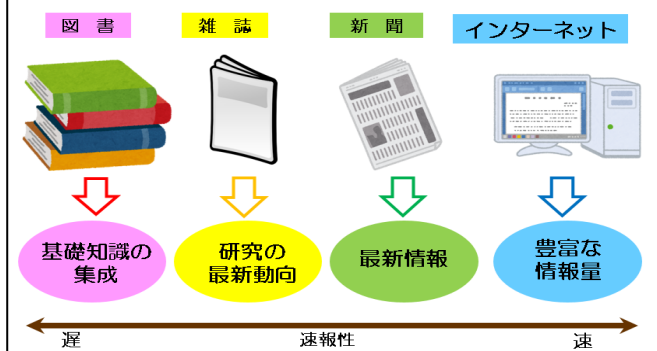 図 書
雑 誌
新 聞
インターネット
基礎知識の
集成
研究の
最新動向
最新情報
豊富な
情報量
遅
速報性
速